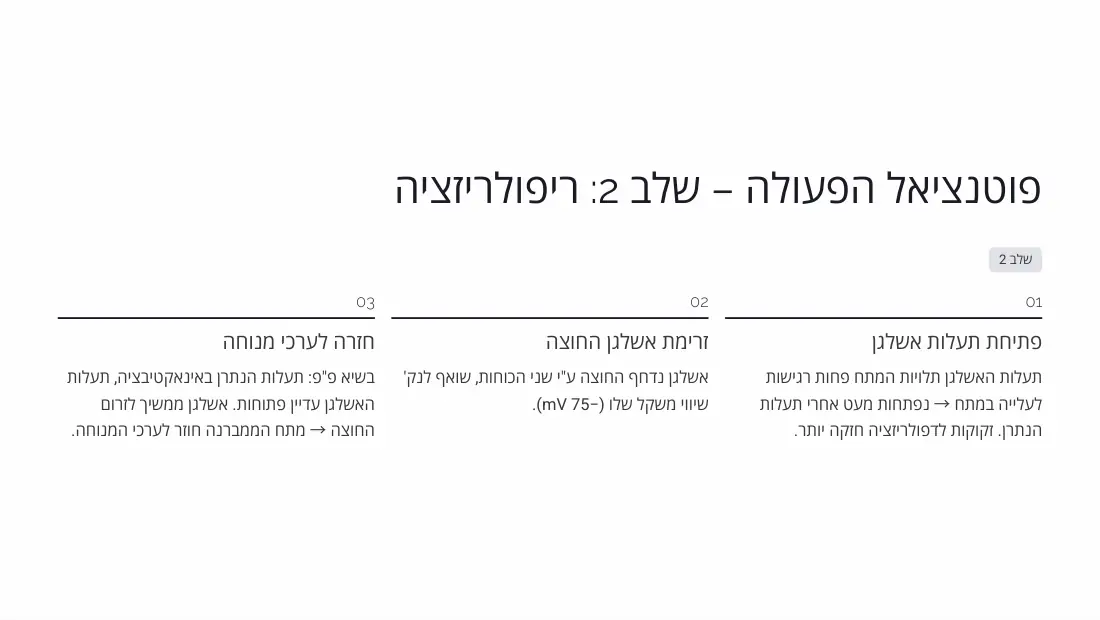 פוטנציאל הפעולה – שלב 2: ריפולריזציה
שלב 2
01
פתיחת תעלות אשלגן
תעלות האשלגן תלויות המתח פחות רגישות
לעלייה במתח → נפתחות מעט אחרי תעלות
הנתרן. זקוקות לדפולריזציה חזקה יותר.
02
זרימת אשלגן החוצה
אשלגן נדחף החוצה ע"י שני הכוחות, שואף לנק'
שיווי משקל שלו (−75 mV).
03
חזרה לערכי מנוחה
בשיא פ"פ: תעלות הנתרן באינאקטיבציה, תעלות
האשלגן עדיין פתוחות. אשלגן ממשיך לזרום
החוצה → מתח הממברנה חוזר לערכי המנוחה.